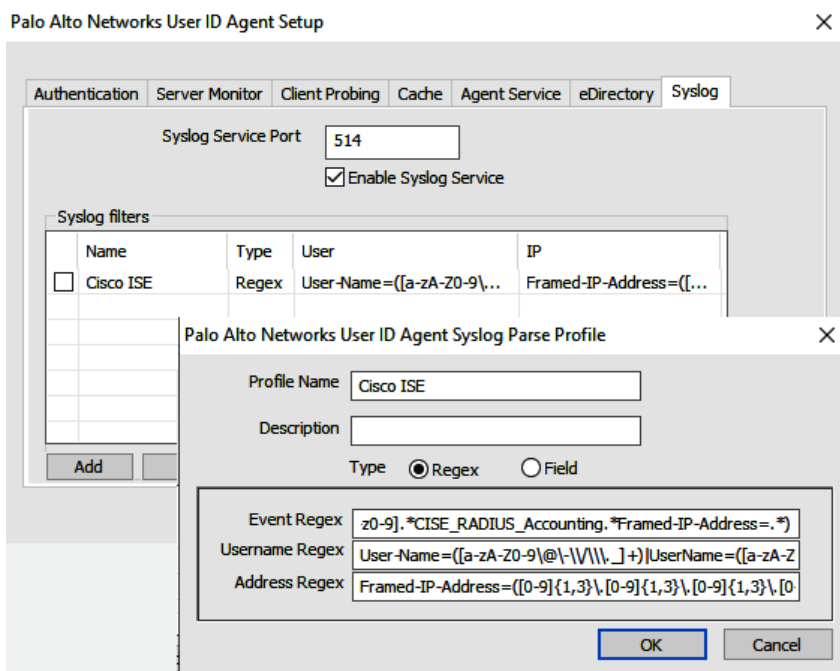 Palo Alto Networks User ID Agent Setup
Authentication Server Monitor Client Probing Cache Agent Service eDirectory Syslog
Syslog Service Port 514
Enable Syslog Service
Syslog filters
Name Type User IP
Cisco ISE Regex User-Name=([a-zA-Z0-9\... Framed-IP-Address=([...
Palo Alto Networks User ID Agent Syslog Parse Profile
Profile Name Cisco ISE
Description
Type Regex Field
Event Regex z0-9].*CISE_RADIUS_Accounting.*Framed-IP-Address=.*)
Username Regex User-Name=([a-zA-Z0-9\@\-\\/\\\._]+)|UserName=([a-zA-Z
Address Regex Framed-IP-Address=([0-9]{1,3}\.[0-9]{1,3}\.[0-9]{1,3}\.[0-
Add
OK Cancel